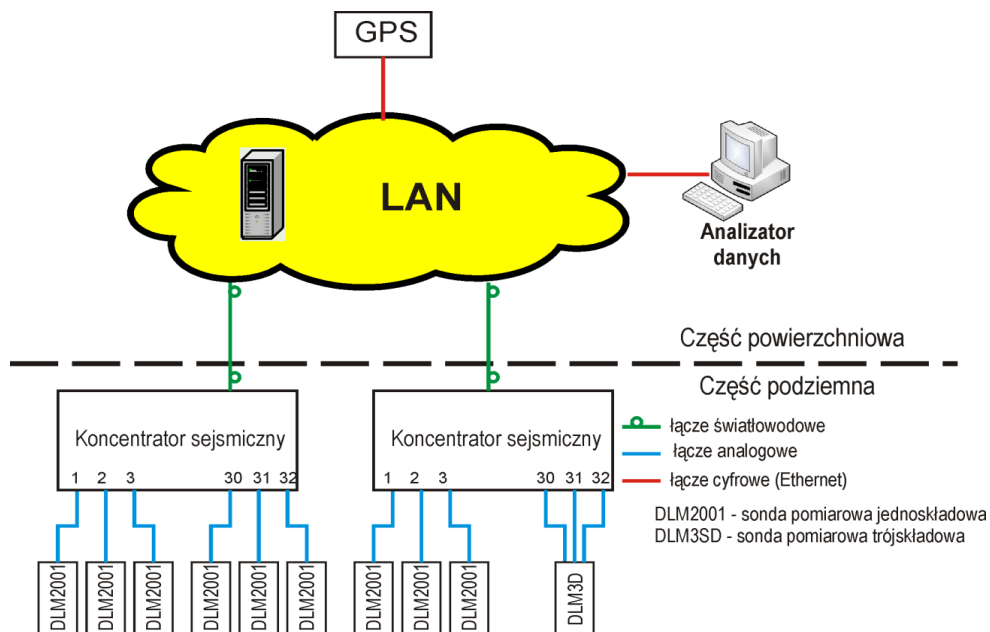 GPS
LAN
Analizator
danych
Część powierzchniowa
Część podziemna
Koncentrator sejsmiczny
1 2 3 30 31 32
Koncentrator sejsmiczny
1 2 3 30 31 32
łącze światłowodowe
łącze analogowe
łącze cyfrowe (Ethernet)
DLM2001 - sonda pomiarowa jednoskładowa
DLM3SD - sonda pomiarowa trójskładowa
DLM2001
DLM2001
DLM2001
DLM2001
DLM2001
DLM2001
DLM2001
DLM2001
DLM2001
DLM3D